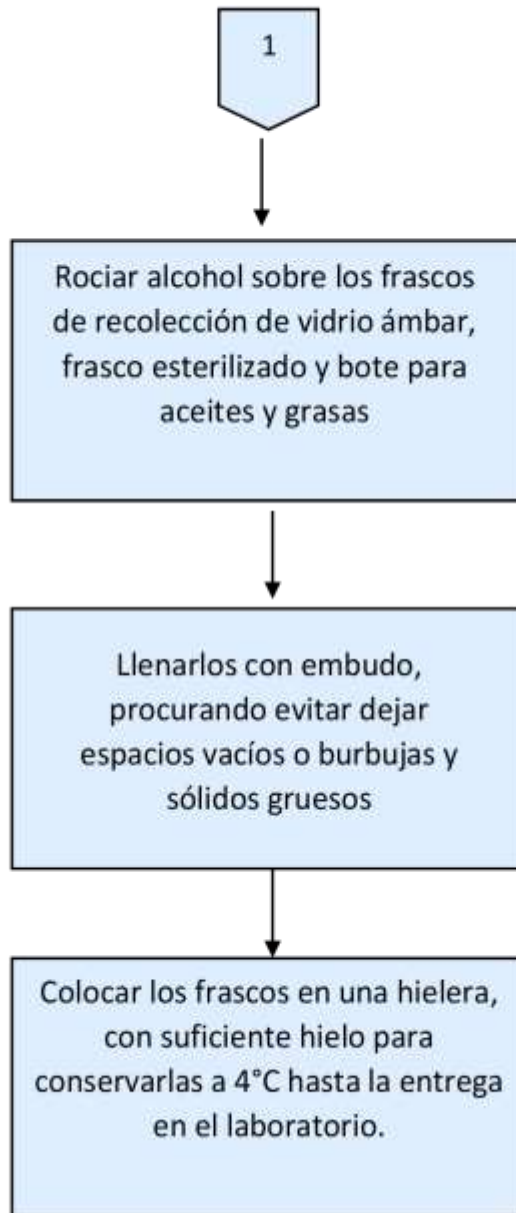 1
Rociar alcohol sobre los frascos
de recolección de vidrio ámbar,
frasco esterilizado y bote para
aceites y grasas
Llenarlos con embudo,
procurando evitar dejar
espacios vacíos o burbujas y
sólidos gruesos
Colocar los frascos en una hielera,
con suficiente hielo para
conservarlas a 4°C hasta la entrega
en el laboratorio.